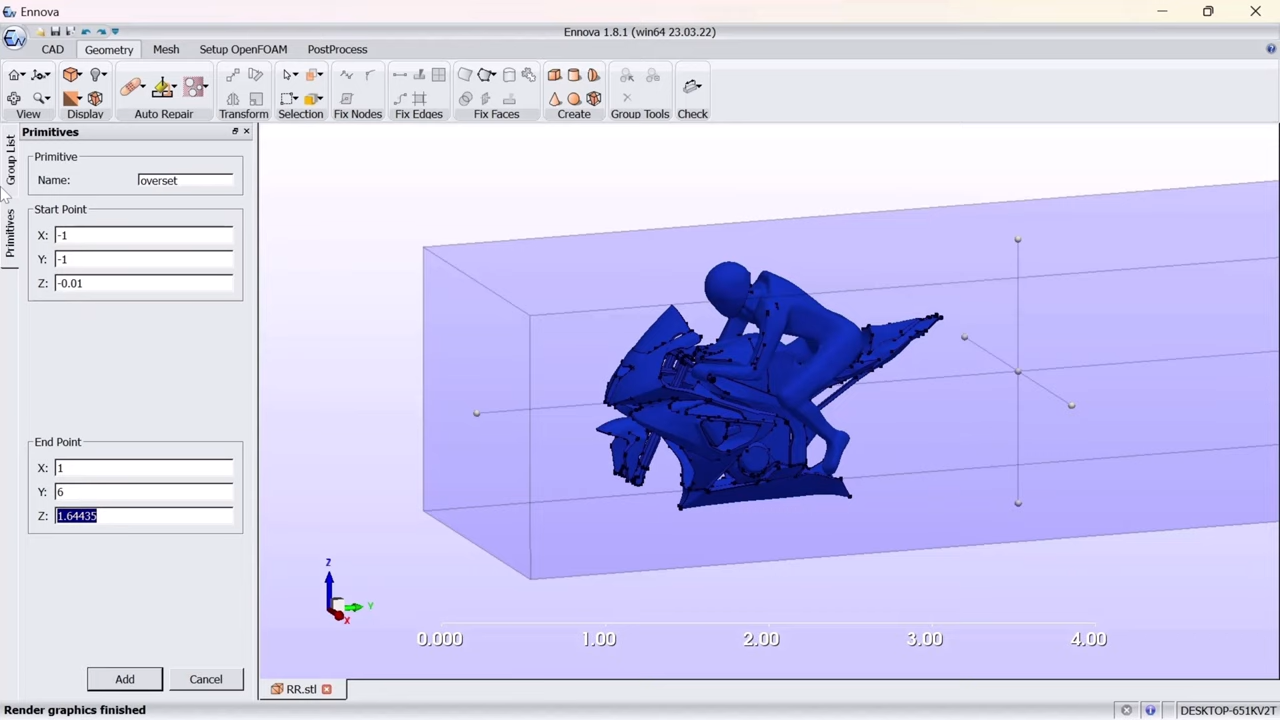 Ennova
Ennova 1.8.1 (win64 23.03.22)
CAD Geometry Mesh Setup OpenFOAM PostProcess
View Display Auto Repair Transform Selection Fix Nodes Fix Edges Fix Faces Create Group Tools Check
Group List
Primitives
Primitives
Primitive
Name: overset
Start Point
X: -1
Y: -1
Z: -0.01
End Point
X: 1
Y: 6
Z: 1.64435
Add Cancel
Z
Y
X
0.000 1.00 2.00 3.00 4.00
RR.stl
Render graphics finished
DESKTOP-651KV2T